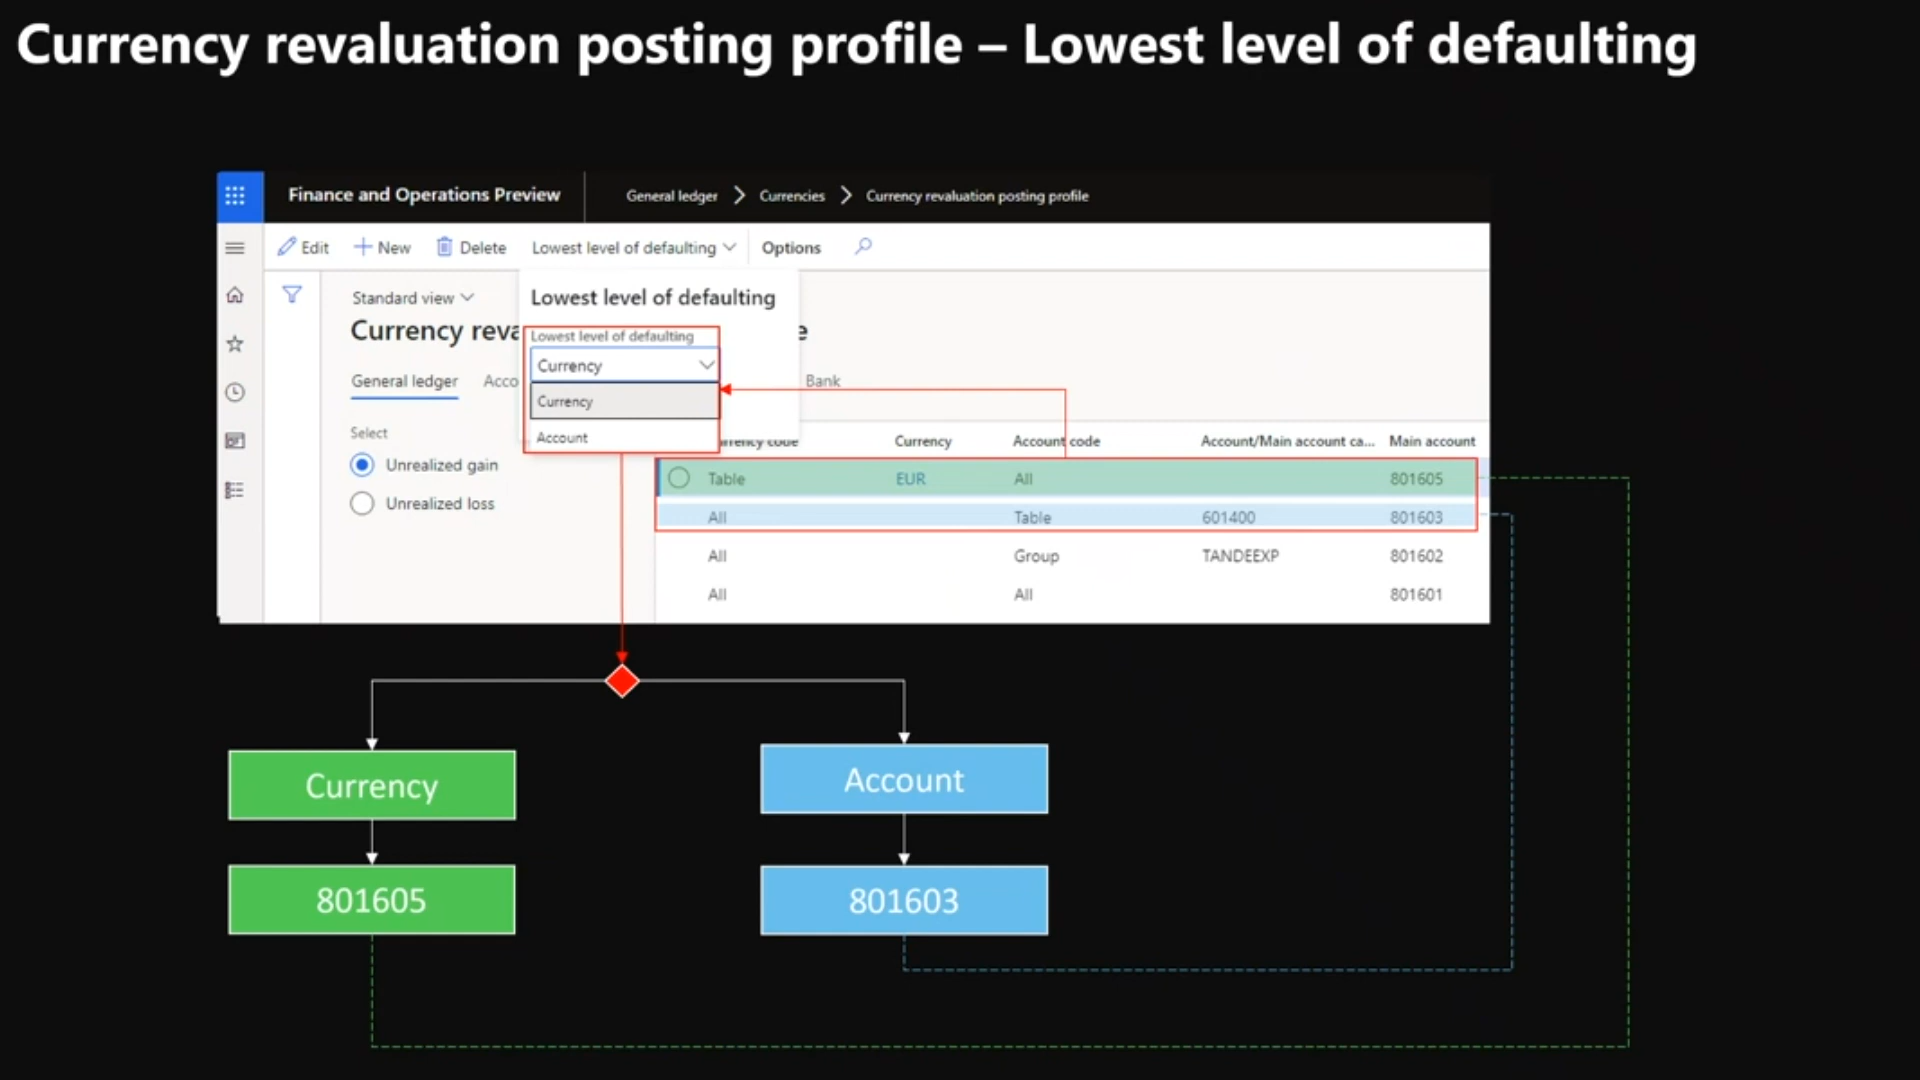 Currency revaluation posting profile – Lowest level of defaulting
Finance and Operations Preview
General ledger
Currencies
Currency revaluation posting profile
Edit
New
Delete
Lowest level of defaulting
Options
Standard view
Lowest level of defaulting
Currency reva
e
Lowest level of defaulting
Currency
General ledger
Acco
Bank
Currency
Account
Select
Unrealized gain
Unrealized loss
urrency code Currency Account code Account/Main account ca... Main account
Table EUR All 801605
All Table 601400 801603
All Group TANDEEXP 801602
All All 801601
Currency
Account
801605
801603